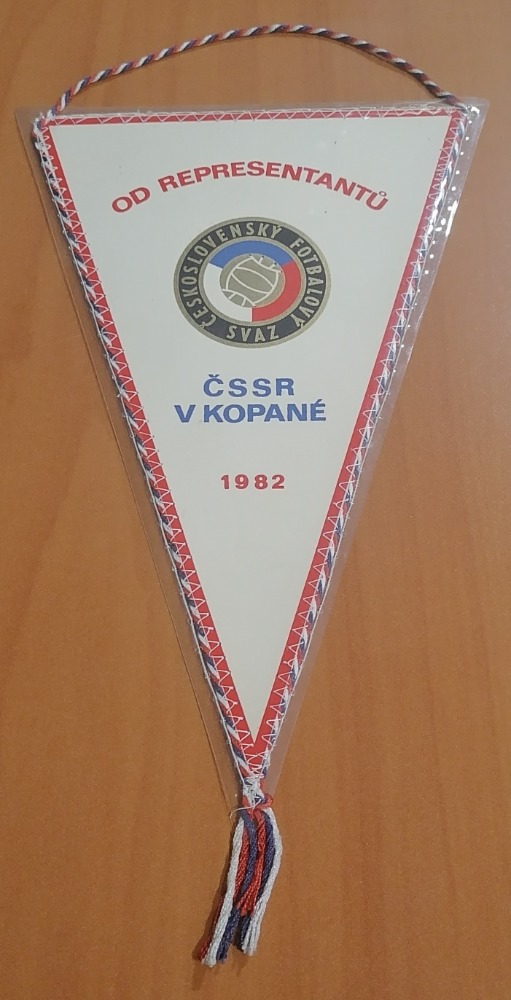 OD REPRESENTANTŮ
ČESKOSLOVENSKÝ FOTBALOVÝ
SVAZ
ČSSR
V KOPANÉ
1982